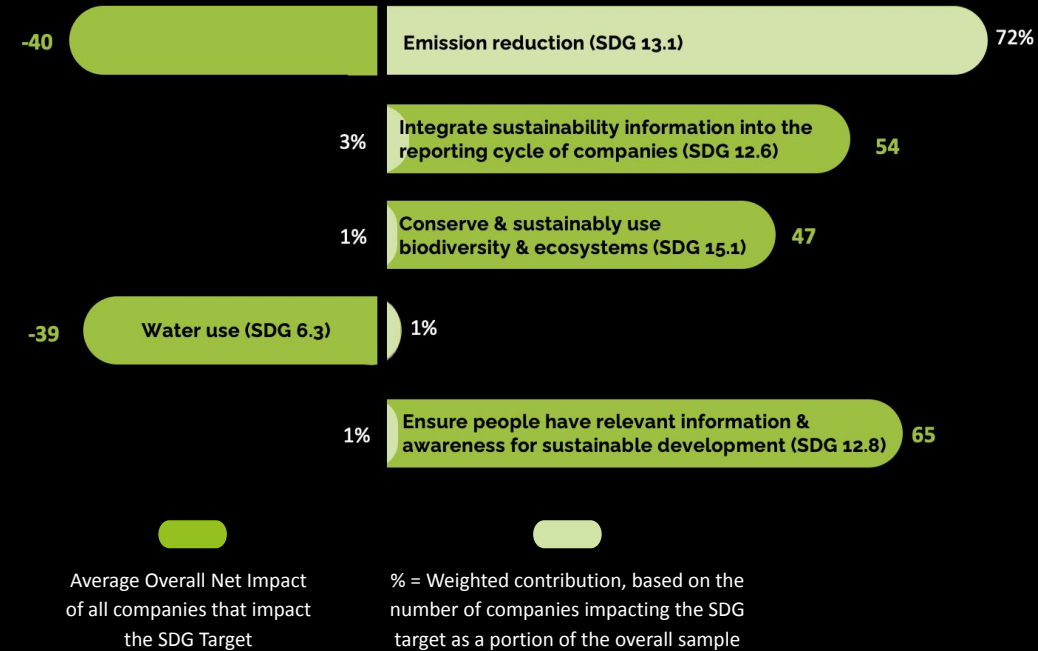 -40
Emission reduction (SDG 13.1)
72%
3%
Integrate sustainability information into the
reporting cycle of companies (SDG 12.6)
54
1%
Conserve & sustainably use
biodiversity & ecosystems (SDG 15.1)
47
-39
Water use (SDG 6.3)
1%
1%
Ensure people have relevant information &
awareness for sustainable development (SDG 12.8)
65
Average Overall Net Impact
of all companies that impact
the SDG Target
% = Weighted contribution, based on the
number of companies impacting the SDG
target as a portion of the overall sample